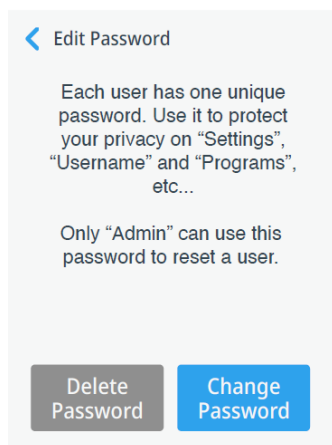 Edit Password
Each user has one unique
password. Use it to protect
your privacy on “Settings”,
“Username” and “Programs”,
etc...
Only “Admin” can use this
password to reset a user.
Delete
Password
Change
Password